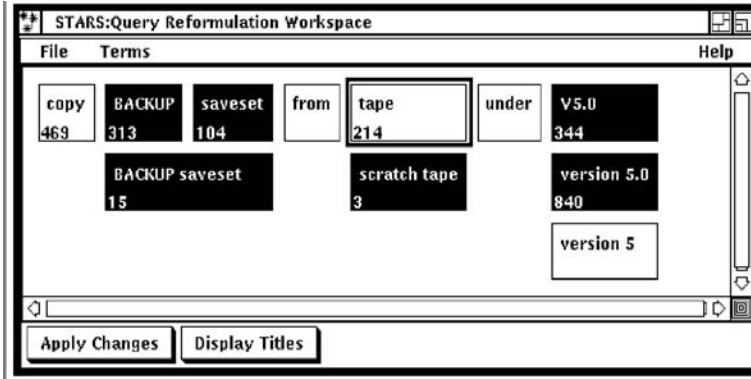 STARS:Query Reformulation Workspace
File Terms Help
copy BACKUP saveset from tape under V5.0
469 313 104 214 344
BACKUP saveset scratch tape version 5.0
15 3 840
version 5
Apply Changes Display Titles